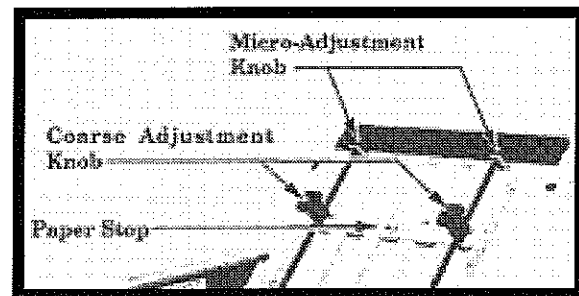 Micro-Adjustment
Knob
Coarse Adjustment
Knob
Paper Stop